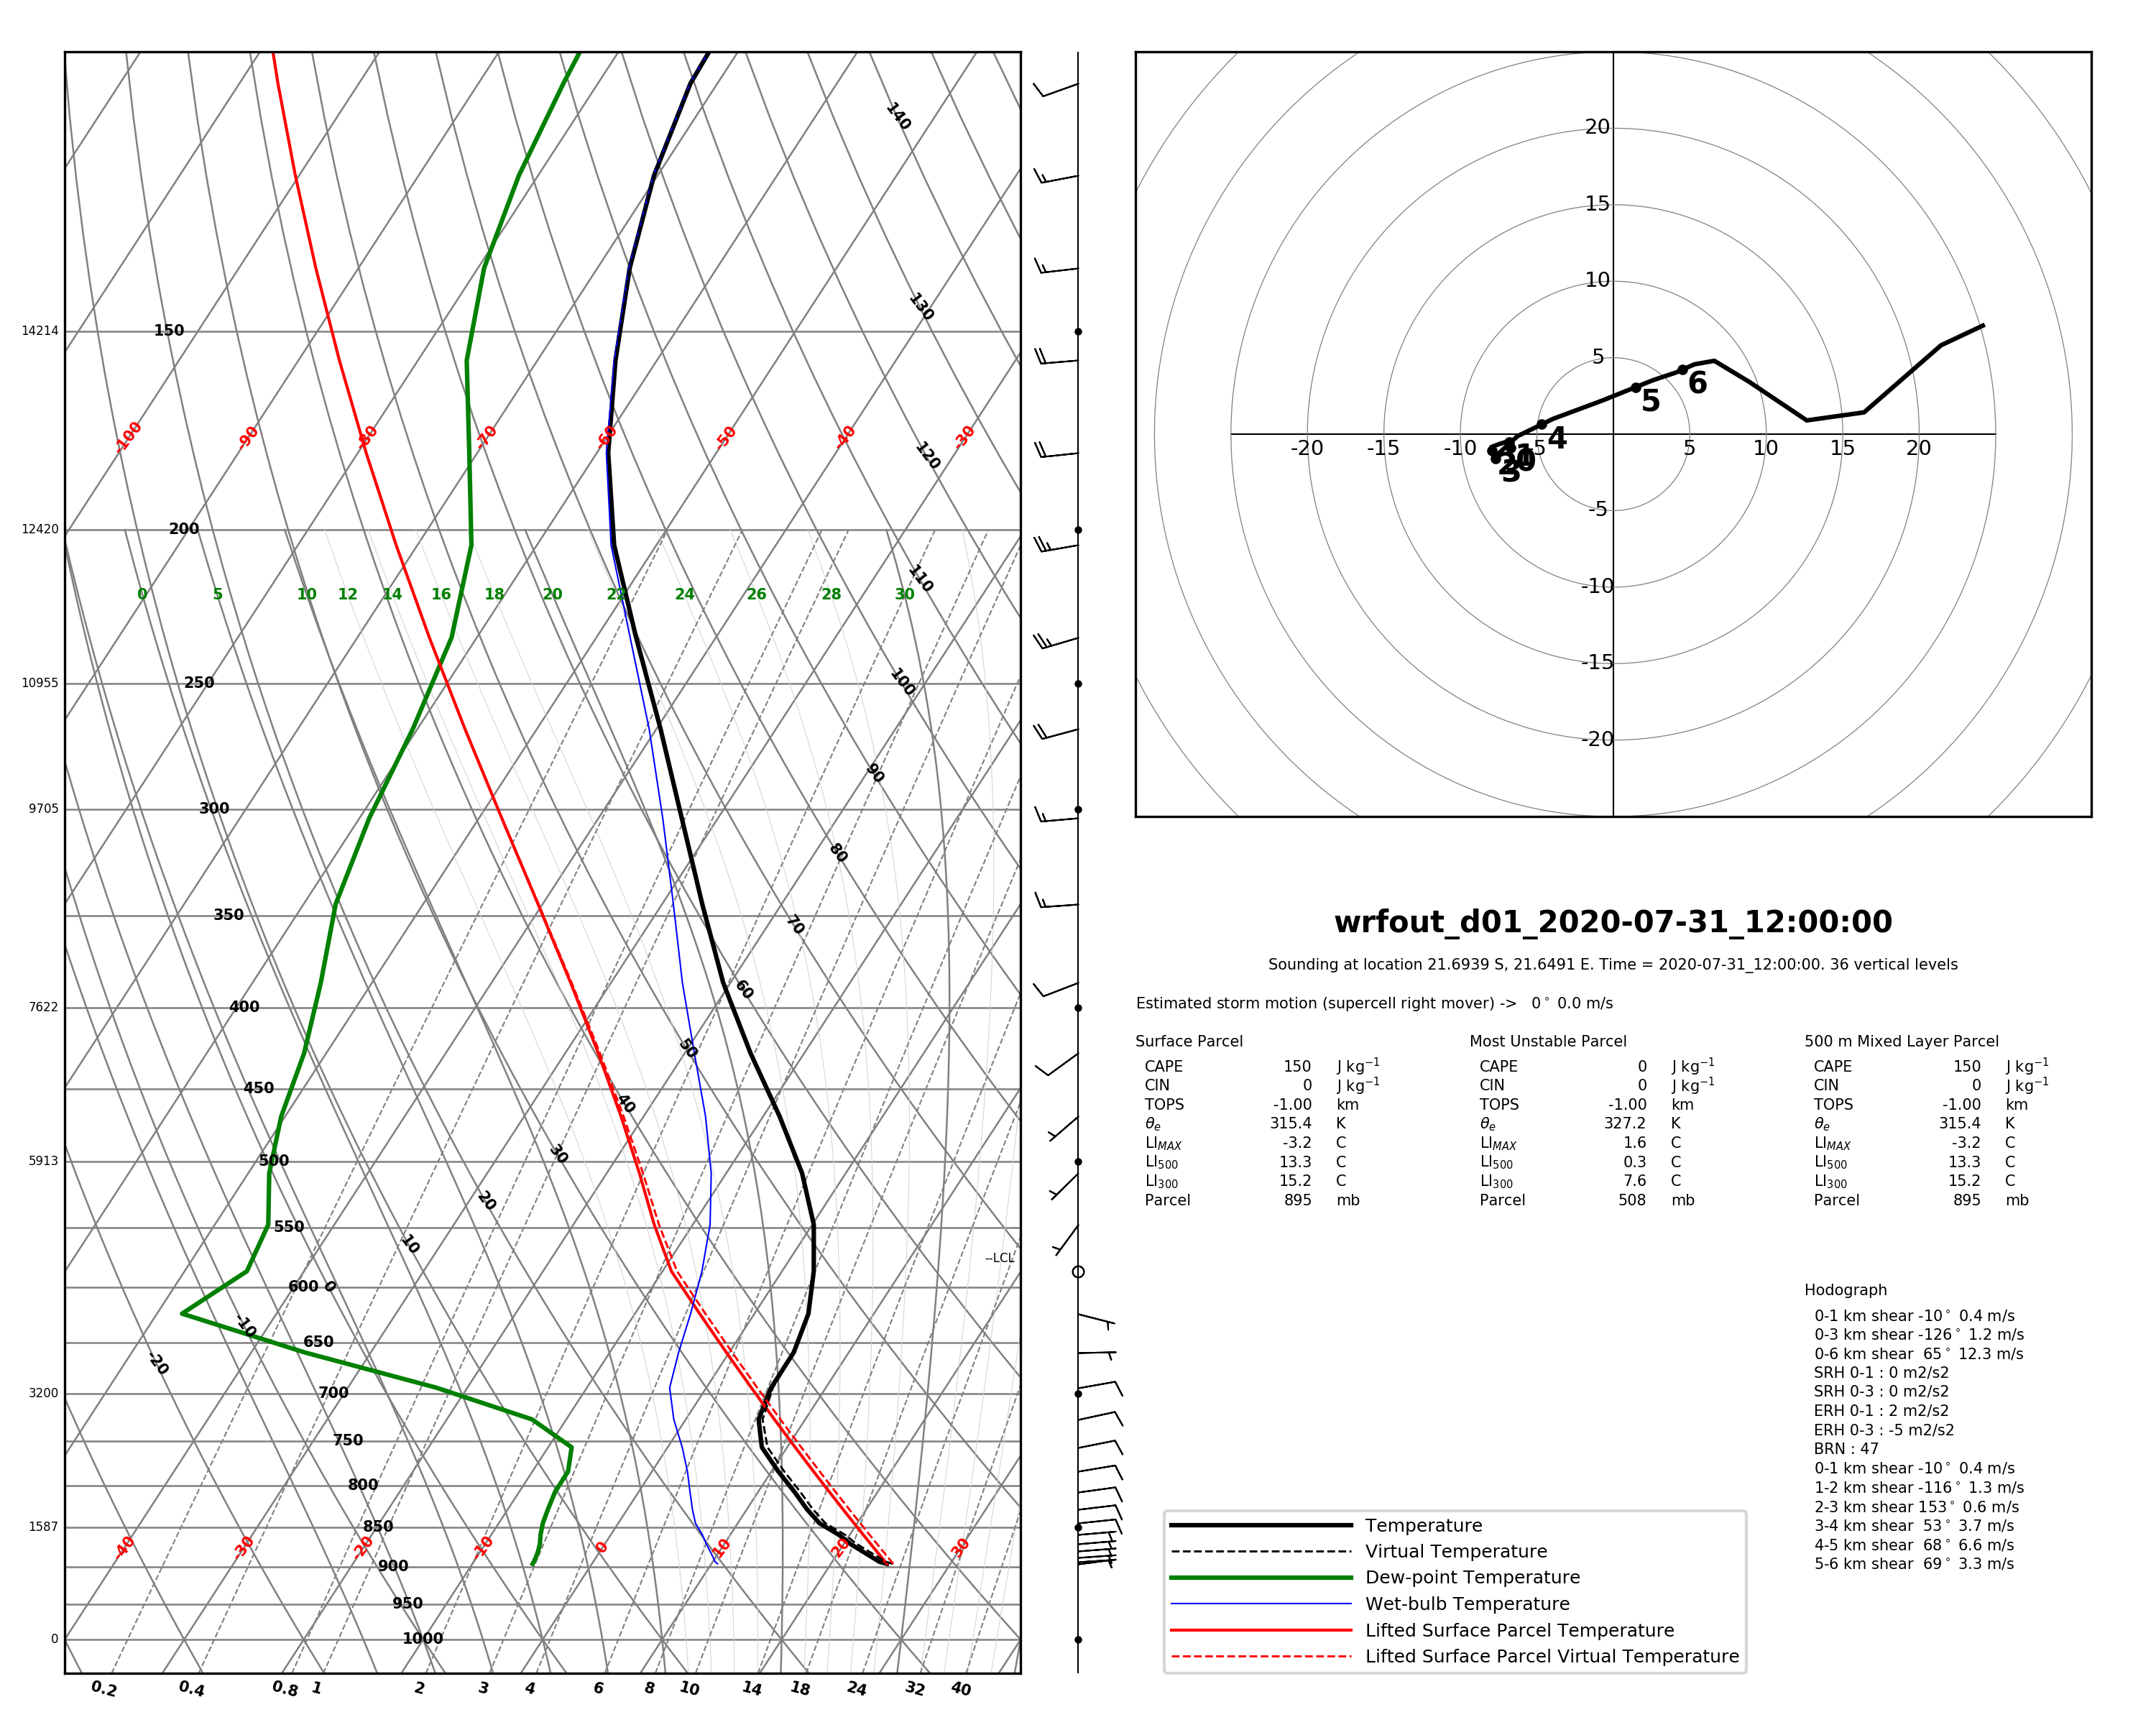 140
130
120
110
100
90
80
70
60
50
40
30
20
10
0
-10
-20
14214 150
-100 -90 -80 -70 -60 -50 -40 -30
12420 200
0 5 10 12 14 16 18 20 22 24 26 28 30
10955 250
9705 300
350
7622 400
450
5913 500
550
--LCL
600
650
3200 700
750
800
1587 850
-40 -30 -20 -10 0 10 20 30
900
950
0 1000
0.2 0.4 0.8 1 2 3 4 6 8 10 14 18 24 32 40
20
15
10
5
-20 -15 -10 5 10 15 20
-5
-10
-15
-20
4 5 6
wrfout_d01_2020-07-31_12:00:00
Sounding at location 21.6939 S, 21.6491 E. Time = 2020-07-31_12:00:00. 36 vertical levels
Estimated storm motion (supercell right mover) -> 0° 0.0 m/s
Surface Parcel Most Unstable Parcel 500 m Mixed Layer Parcel
CAPE 150 J kg⁻¹ CAPE 0 J kg⁻¹ CAPE 150 J kg⁻¹
CIN 0 J kg⁻¹ CIN 0 J kg⁻¹ CIN 0 J kg⁻¹
TOPS -1.00 km TOPS -1.00 km TOPS -1.00 km
θe 315.4 K θe 327.2 K θe 315.4 K
LIMAX -3.2 C LIMAX 1.6 C LIMAX -3.2 C
LI500 13.3 C LI500 0.3 C LI500 13.3 C
LI300 15.2 C LI300 7.6 C LI300 15.2 C
Parcel 895 mb Parcel 508 mb Parcel 895 mb
Hodograph
0-1 km shear -10° 0.4 m/s
0-3 km shear -126° 1.2 m/s
0-6 km shear 65° 12.3 m/s
SRH 0-1 : 0 m2/s2
SRH 0-3 : 0 m2/s2
ERH 0-1 : 2 m2/s2
ERH 0-3 : -5 m2/s2
BRN : 47
0-1 km shear -10° 0.4 m/s
1-2 km shear -116° 1.3 m/s
2-3 km shear 153° 0.6 m/s
3-4 km shear 53° 3.7 m/s
4-5 km shear 68° 6.6 m/s
5-6 km shear 69° 3.3 m/s
Temperature
Virtual Temperature
Dew-point Temperature
Wet-bulb Temperature
Lifted Surface Parcel Temperature
Lifted Surface Parcel Virtual Temperature